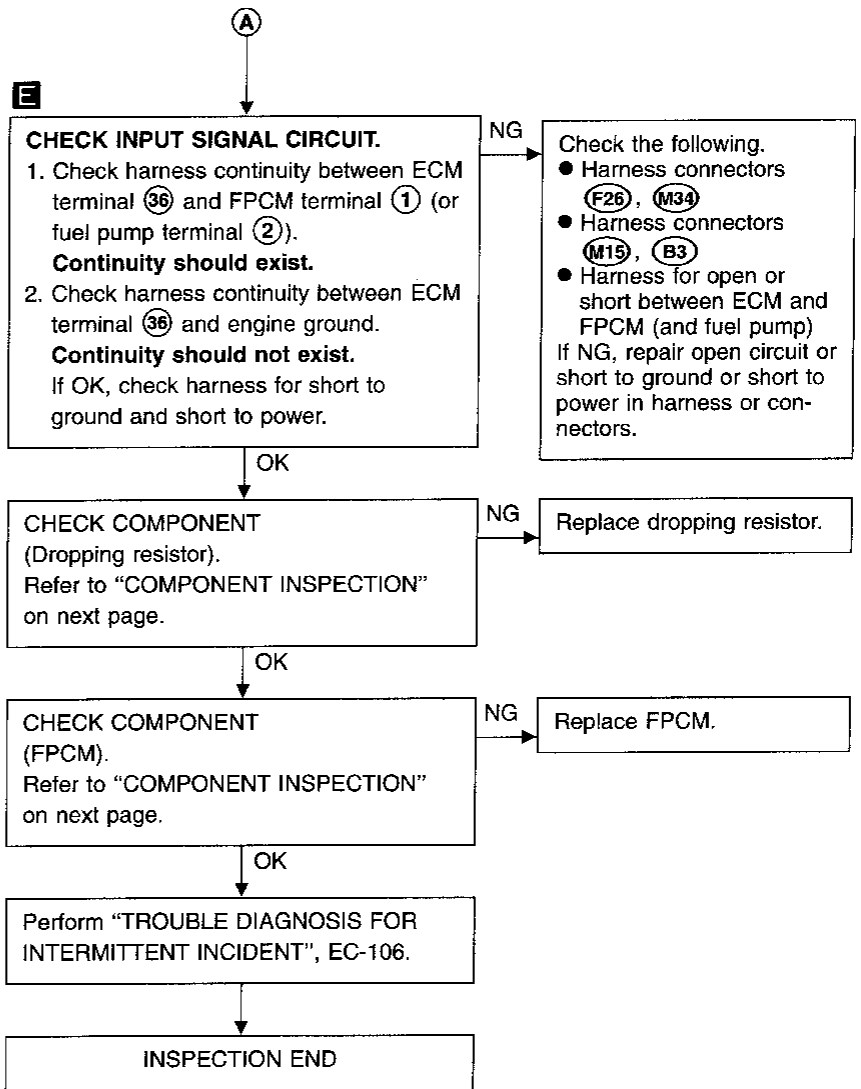 A
E
CHECK INPUT SIGNAL CIRCUIT.
1. Check harness continuity between ECM
terminal 36 and FPCM terminal 1 (or
fuel pump terminal 2).
Continuity should exist.
2. Check harness continuity between ECM
terminal 36 and engine ground.
Continuity should not exist.
If OK, check harness for short to
ground and short to power.
NG
Check the following.
● Harness connectors
F26, M34
● Harness connectors
M15, B3
● Harness for open or
short between ECM and
FPCM (and fuel pump)
If NG, repair open circuit or
short to ground or short to
power in harness or con-
nectors.
OK
CHECK COMPONENT
(Dropping resistor).
Refer to “COMPONENT INSPECTION”
on next page.
NG
Replace dropping resistor.
OK
CHECK COMPONENT
(FPCM).
Refer to “COMPONENT INSPECTION”
on next page.
NG
Replace FPCM.
OK
Perform “TROUBLE DIAGNOSIS FOR
INTERMITTENT INCIDENT”, EC-106.
INSPECTION END